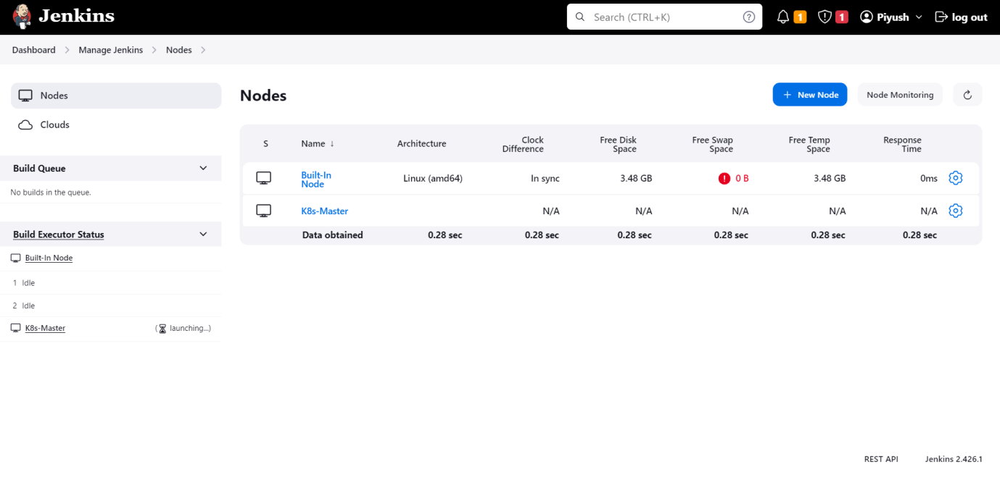 Jenkins
Search (CTRL+K)
1
1
Piyush
log out
Dashboard
Manage Jenkins
Nodes
Nodes
Clouds
Build Queue
No builds in the queue.
Build Executor Status
Built-In Node
1 Idle
2 Idle
K8s-Master ( launching...)
Nodes
+ New Node
Node Monitoring
S Name ↓ Architecture Clock Difference Free Disk Space Free Swap Space Free Temp Space Response Time
Built-In Node Linux (amd64) In sync 3.48 GB 0 B 3.48 GB 0ms
K8s-Master N/A N/A N/A N/A N/A
Data obtained 0.28 sec 0.28 sec 0.28 sec 0.28 sec 0.28 sec 0.28 sec
REST API
Jenkins 2.426.1